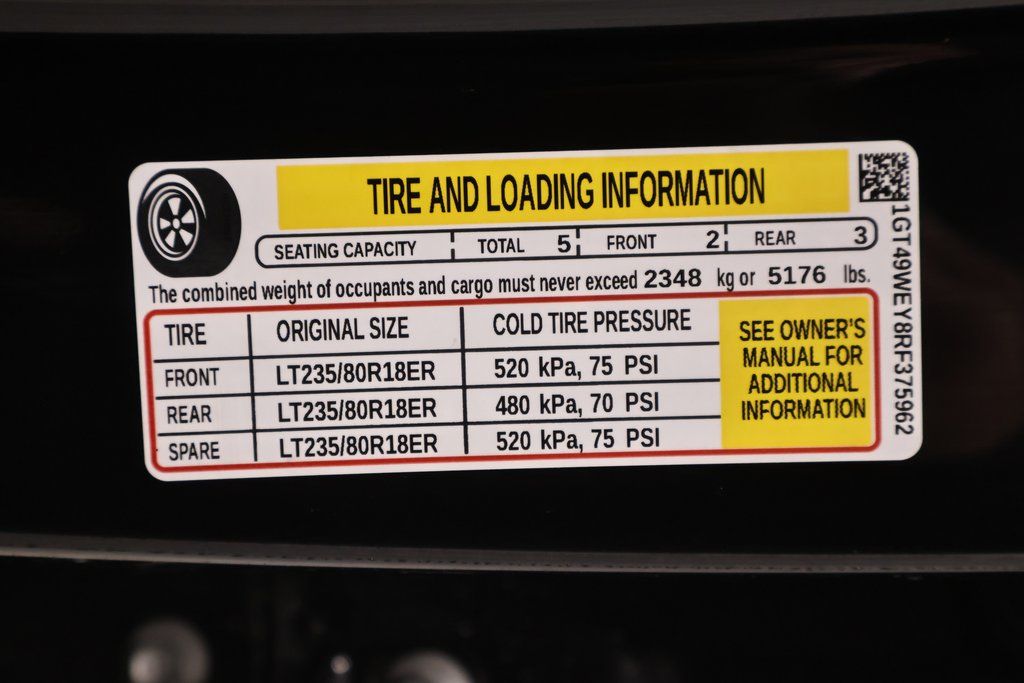 TIRE AND LOADING INFORMATION
SEATING CAPACITY TOTAL 5 FRONT 2 REAR 3
The combined weight of occupants and cargo must never exceed 2348 kg or 5176 lbs.
TIRE ORIGINAL SIZE COLD TIRE PRESSURE
FRONT LT235/80R18ER 520 kPa, 75 PSI
REAR LT235/80R18ER 480 kPa, 70 PSI
SPARE LT235/80R18ER 520 kPa, 75 PSI
SEE OWNER'S
MANUAL FOR
ADDITIONAL
INFORMATION
1GT49WEY8RF375962